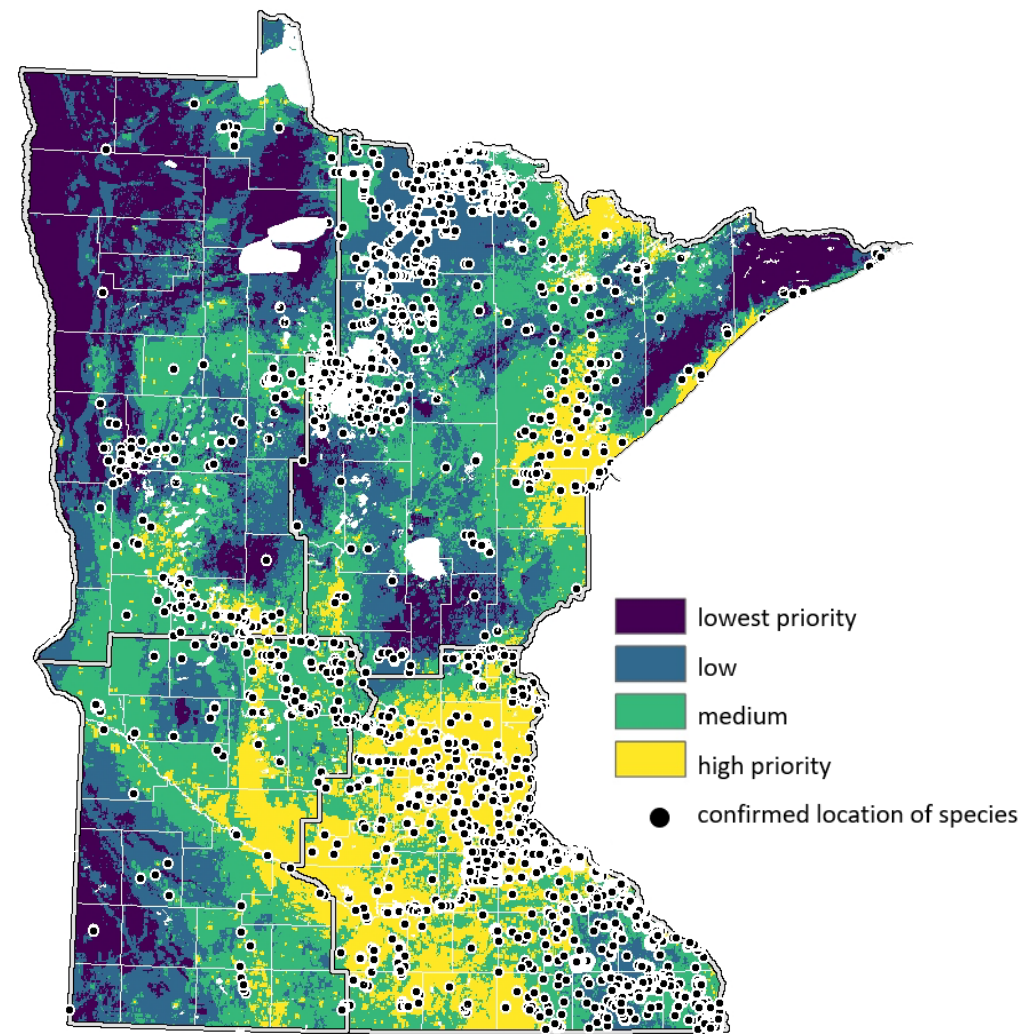 lowest priority
low
medium
high priority
confirmed location of species